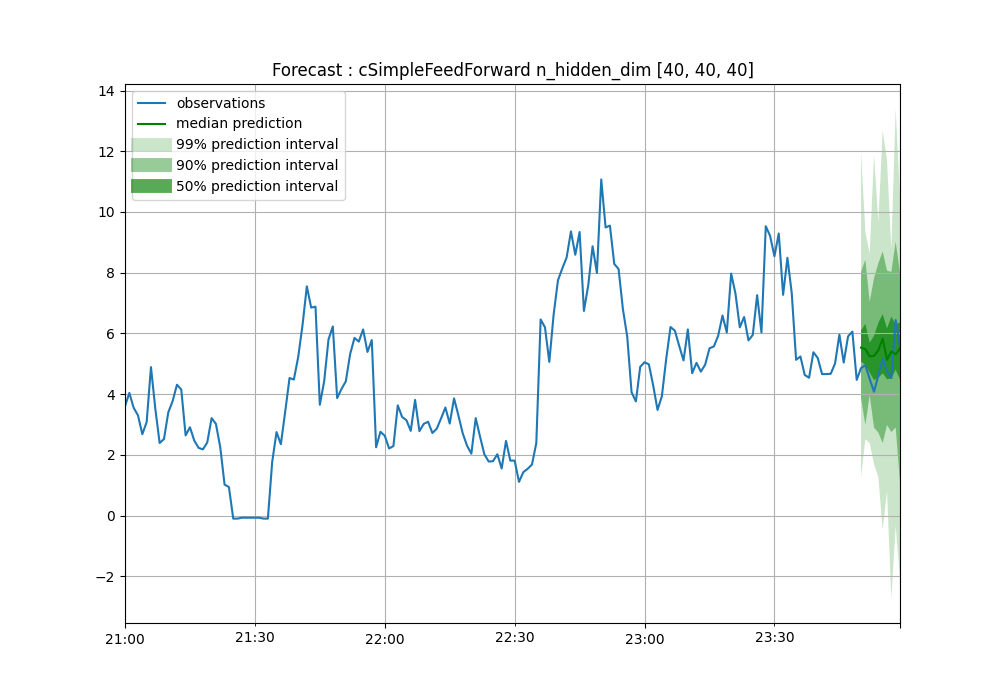 Forecast : cSimpleFeedForward n_hidden_dim [40, 40, 40]
observations
median prediction
99% prediction interval
90% prediction interval
50% prediction interval
14
12
10
8
6
4
2
0
−2
21:00
21:30
22:00
22:30
23:00
23:30